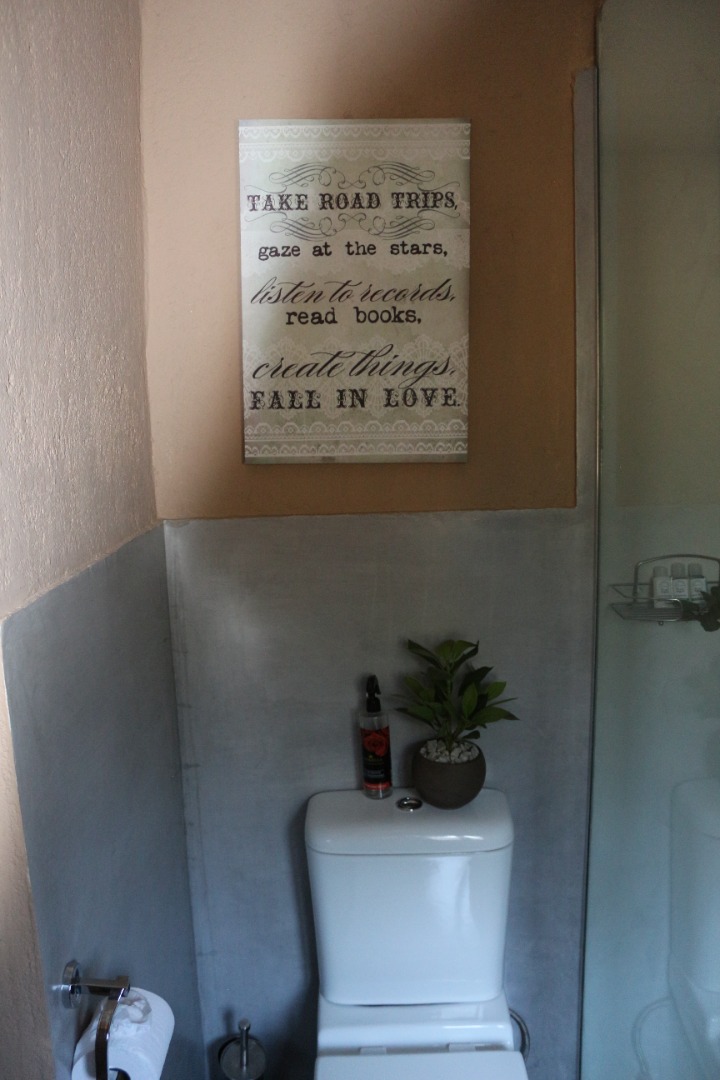 TAKE ROAD TRIPS,
gaze at the stars,
listen to records,
read books,
create things,
FALL IN LOVE.